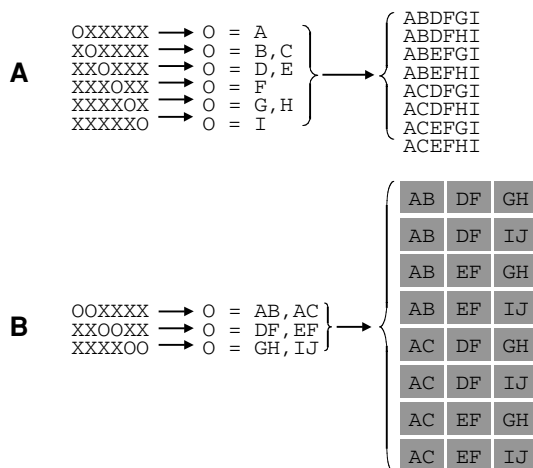 A
OXXXXX → O = A
XOXXXX → O = B,C
XXOXXX → O = D,E
XXXOXX → O = F
XXXXOX → O = G,H
XXXXXO → O = I
ABDFGI
ABDFHI
ABEFGI
ABEFHI
ACDFGI
ACDFHI
ACEFGI
ACEFHI
B
OOXXXX → O = AB,AC
XXOOXX → O = DF,EF
XXXXOO → O = GH,IJ
AB DF GH
AB DF IJ
AB EF GH
AB EF IJ
AC DF GH
AC DF IJ
AC EF GH
AC EF IJ